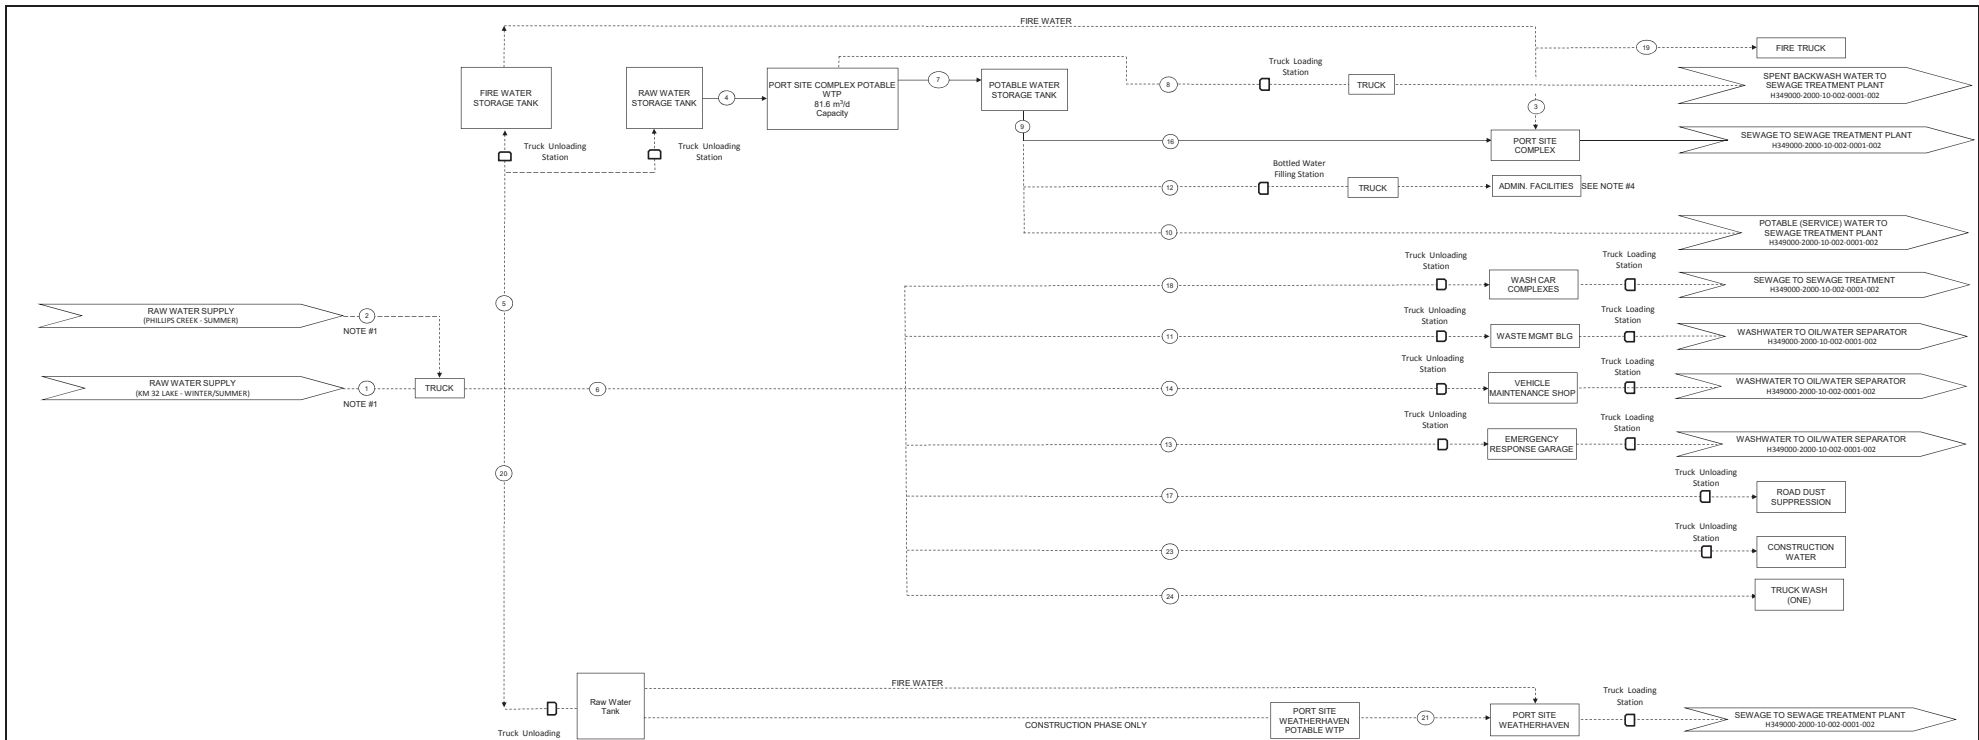 FIRE WATER
19
FIRE TRUCK
FIRE WATER
STORAGE TANK
RAW WATER
STORAGE TANK
4
PORT SITE COMPLEX POTABLE
WTP
81.6 m³/d
Capacity
7
POTABLE WATER
STORAGE TANK
8
Truck Loading
Station
TRUCK
SPENT BACKWASH WATER TO
SEWAGE TREATMENT PLANT
H349000-2000-10-002-0001-002
3
9
16
PORT SITE
COMPLEX
SEWAGE TO SEWAGE TREATMENT PLANT
H349000-2000-10-002-0001-002
Truck Unloading
Station
Truck Unloading
Station
12
Bottled Water
Filling Station
TRUCK
ADMIN. FACILITIES
SEE NOTE #4
10
POTABLE (SERVICE) WATER TO
SEWAGE TREATMENT PLANT
H349000-2000-10-002-0001-002
18
Truck Unloading
Station
WASH CAR
COMPLEXES
Truck Loading
Station
SEWAGE TO SEWAGE TREATMENT
H349000-2000-10-002-0001-002
5
RAW WATER SUPPLY
(PHILLIPS CREEK - SUMMER)
2
NOTE #1
11
Truck Unloading
Station
WASTE MGMT BLG
Truck Loading
Station
WASHWATER TO OIL/WATER SEPARATOR
H349000-2000-10-002-0001-002
RAW WATER SUPPLY
(KM 32 LAKE - WINTER/SUMMER)
1
NOTE #1
TRUCK
6
14
Truck Unloading
Station
VEHICLE
MAINTENANCE SHOP
Truck Loading
Station
WASHWATER TO OIL/WATER SEPARATOR
H349000-2000-10-002-0001-002
13
Truck Unloading
Station
EMERGENCY
RESPONSE GARAGE
Truck Loading
Station
WASHWATER TO OIL/WATER SEPARATOR
H349000-2000-10-002-0001-002
20
17
Truck Unloading
Station
ROAD DUST
SUPPRESSION
23
Truck Unloading
Station
CONSTRUCTION
WATER
24
TRUCK WASH
(ONE)
Truck Unloading
Raw Water
Tank
FIRE WATER
CONSTRUCTION PHASE ONLY
PORT SITE
WEATHERHAVEN
POTABLE WTP
21
PORT SITE
WEATHERHAVEN
Truck Loading
Station
SEWAGE TO SEWAGE TREATMENT PLANT
H349000-2000-10-002-0001-002